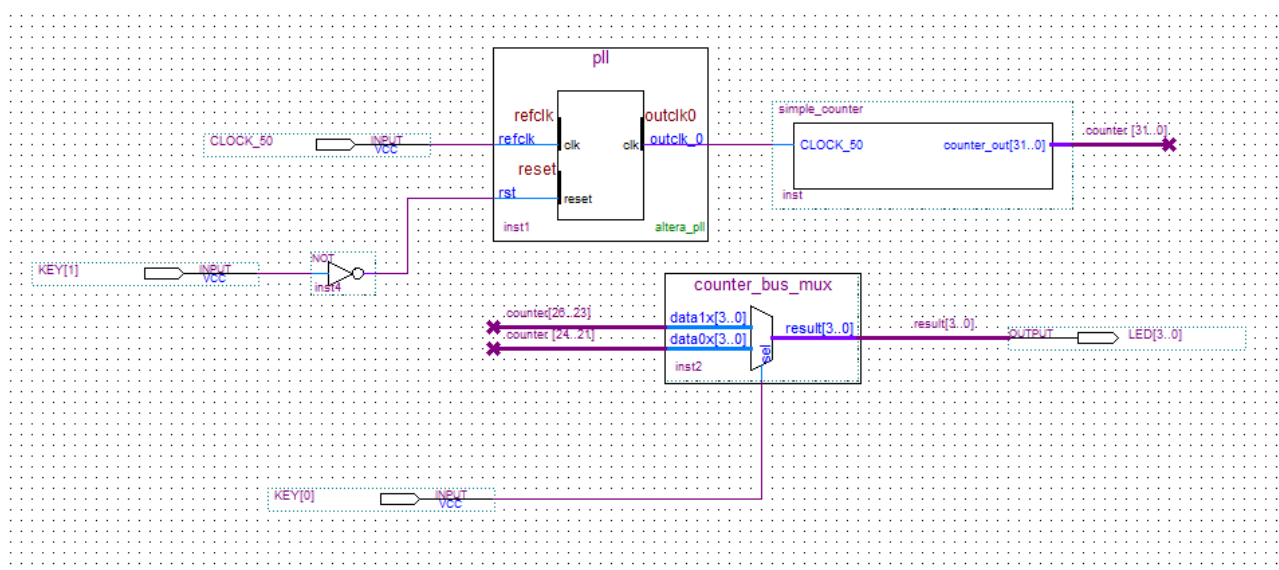 pll
refclk
outclk0
CLOCK_50
INPUT
VCC
refclk
clk
clk
outclk_0
reset
rst
reset
inst1
altera_pll
simple_counter
CLOCK_50
counter_out[31..0]
inst
counter [31..0]
KEY[1]
INPUT
VCC
NOT
inst4
counter_bus_mux
counter[26..23]
data1x[3..0]
counter [24..21]
data0x[3..0]
result[3..0]
sel
inst2
result[3..0]
OUTPUT
LED[3..0]
KEY[0]
INPUT
VCC